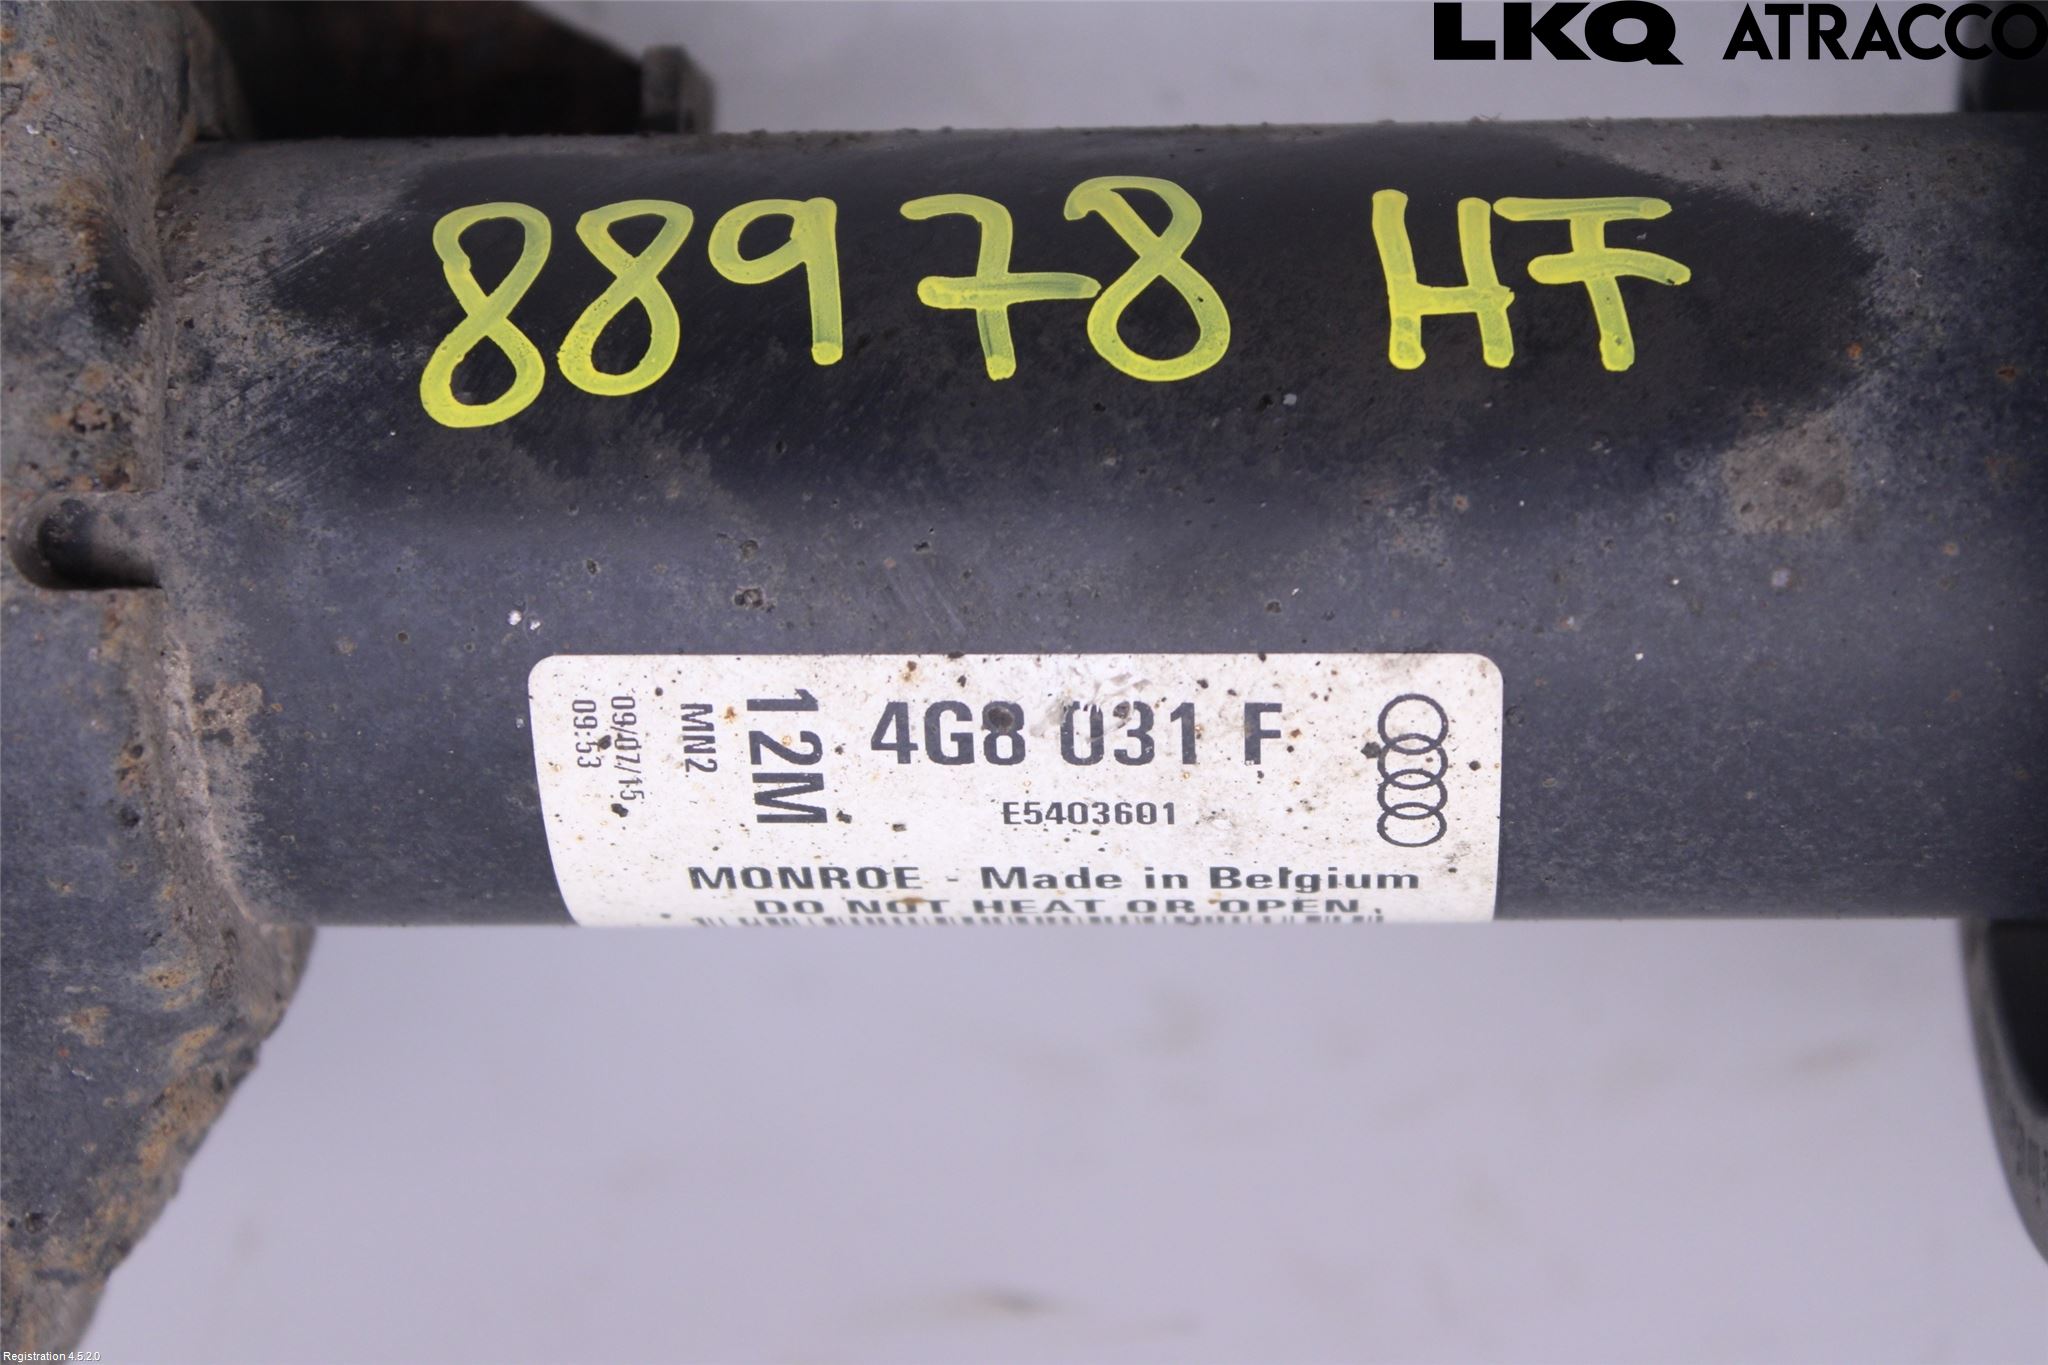 LKQ ATRACCO
88978 HF
4G8 031 F
E5403601
12M
MN2
09/07/15
09:53
MONROE - Made in Belgium
DO NOT HEAT OR OPEN.
Registration 4.5.2.0